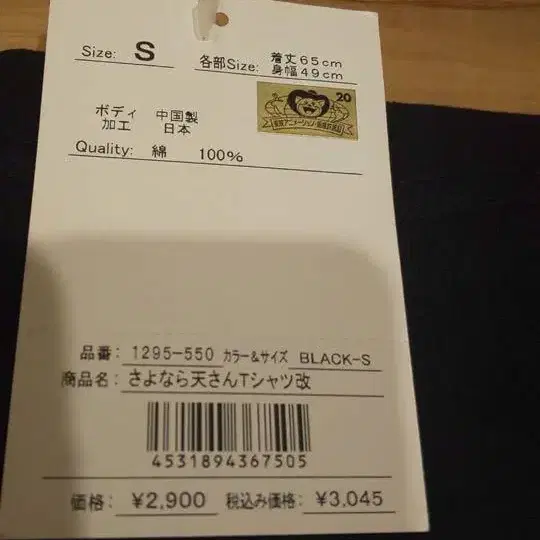 Size: S 各部Size: 着丈65cm
身幅49cm
20
ボディ 中国製
加工 日本
Quality: 綿 100%
品番: 1295-550 カラー&サイズ BLACK-S
商品名: さよなら天さんTシャツ改
4531894367505
価格: ¥2,900 税込み価格: ¥3,045